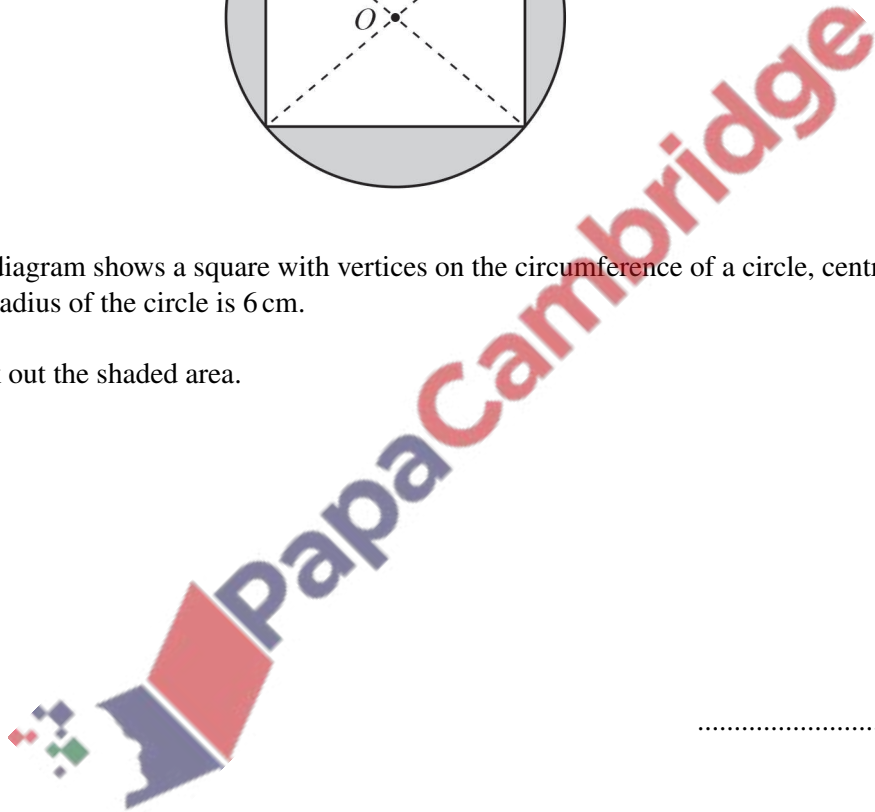 O
diagram shows a square with vertices on the circumference of a circle, centr
adius of the circle is 6 cm.
out the shaded area.
PapaCambridge
..........................